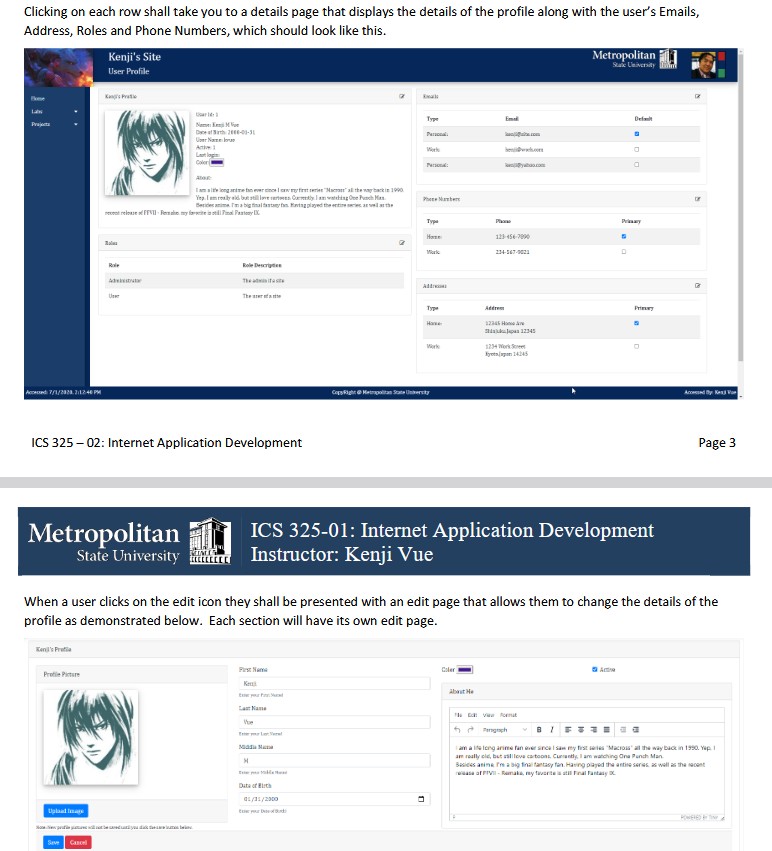 Clicking on each row shall take you to a details page that displays the details of the profile along with the user's Emails,
Address, Roles and Phone Numbers, which should look like this.
Kenji's Site
User Profile
Metropolitan
State University
Home
Labs
Projects
Kenji's Profile
User Id: 1
Name: Kenji M Vue
Date of Birth: 2000-01-31
User Name: kvue
Active: 1
Last login:
Color:
About:
I am a life long anime fan ever since I saw my first series "Macross" all the way back in 1990.
Yep, I am really old, but still love cartoons. Currently, I am watching One Punch Man.
Besides anime, I'm a big final fantasy fan. Having played the entire series, as well as the
recent release of FFVII - Remake, my favorite is still Final Fantasy IX.
Roles
Role Role Description
Administrator The admin of a site
User The user of a site
Emails
Type Email Default
Personal:
Work: kenji@work.com
Personal: kenji@yahoo.com
Phone Numbers
Type Phone Primary
Home: 123-456-7890
Work: 234-567-9821
Addresses
Type Address Primary
Home: 12345 Home Ave
Shinjuku, Japan 12345
Work: 1234 Work Street
Kyoto, Japan 14345
Accessed: 7/1/2020, 2:12:40 PM
CopyRight @ Metropolitan State University
Accessed By: Kenji Vue
ICS 325 – 02: Internet Application Development
Page 3
Metropolitan
State University
ICS 325-01: Internet Application Development
Instructor: Kenji Vue
When a user clicks on the edit icon they shall be presented with an edit page that allows them to change the details of the
profile as demonstrated below. Each section will have its own edit page.
Kenji's Profile
Profile Picture
Upload Image
Note: New profile pictures will not be saved until you click the save button below.
Save Cancel
First Name
Kenji
Enter your First Name!
Last Name
Vue
Enter your Last Name!
Middle Name
M
Enter your Middle Name
Date of Birth
01/31/2000
Enter your Date of Birth!
Color
Active
About Me
File Edit View Format
Paragraph
B I
I am a life long anime fan ever since I saw my first series "Macross" all the way back in 1990. Yep, I
am really old, but still love cartoons. Currently, I am watching One Punch Man.
Besides anime, I'm a big final fantasy fan. Having played the entire series, as well as the recent
release of FFVII - Remake, my favorite is still Final Fantasy IX.
P
POWERED BY TINY